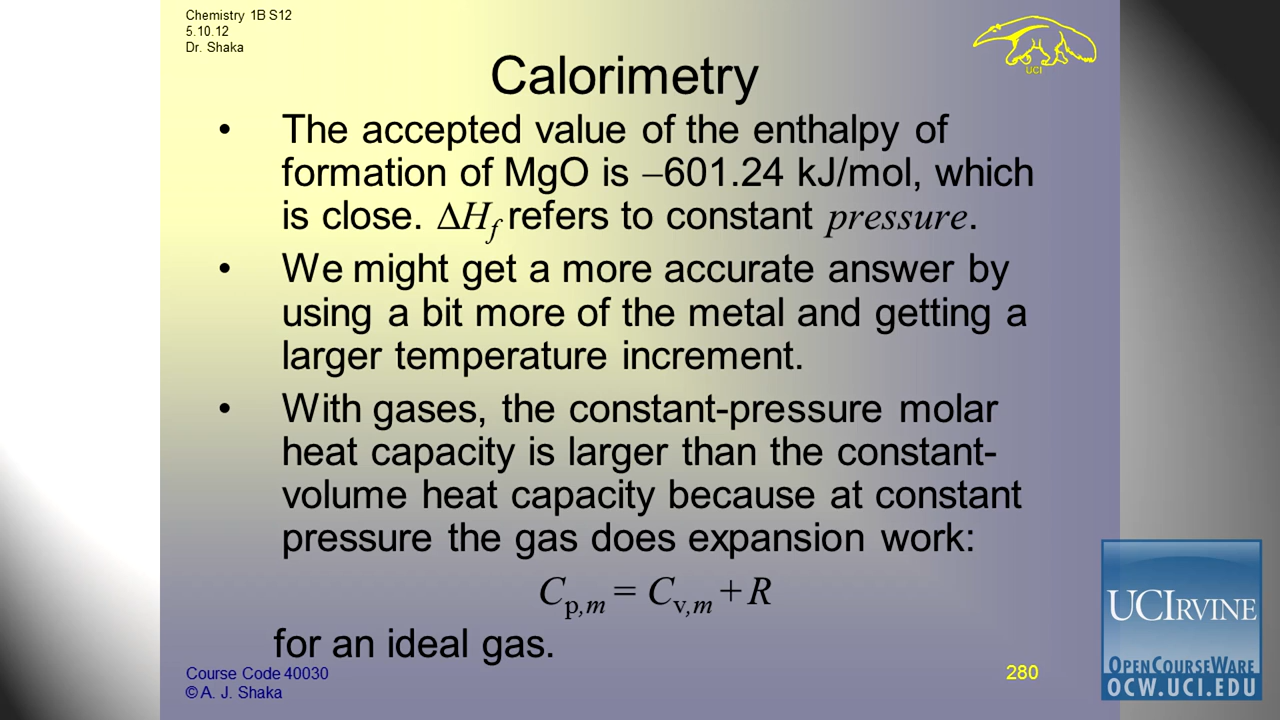 Chemistry 1B S12
5.10.12
Dr. Shaka
UCI
Calorimetry
• The accepted value of the enthalpy of
formation of MgO is –601.24 kJ/mol, which
is close. ΔHf refers to constant pressure.
• We might get a more accurate answer by
using a bit more of the metal and getting a
larger temperature increment.
• With gases, the constant-pressure molar
heat capacity is larger than the constant-
volume heat capacity because at constant
pressure the gas does expansion work:
Cp,m = Cv,m + R
for an ideal gas.
Course Code 40030
© A. J. Shaka
280
UCIRVINE
OPENCOURSEWARE
OCW.UCI.EDU